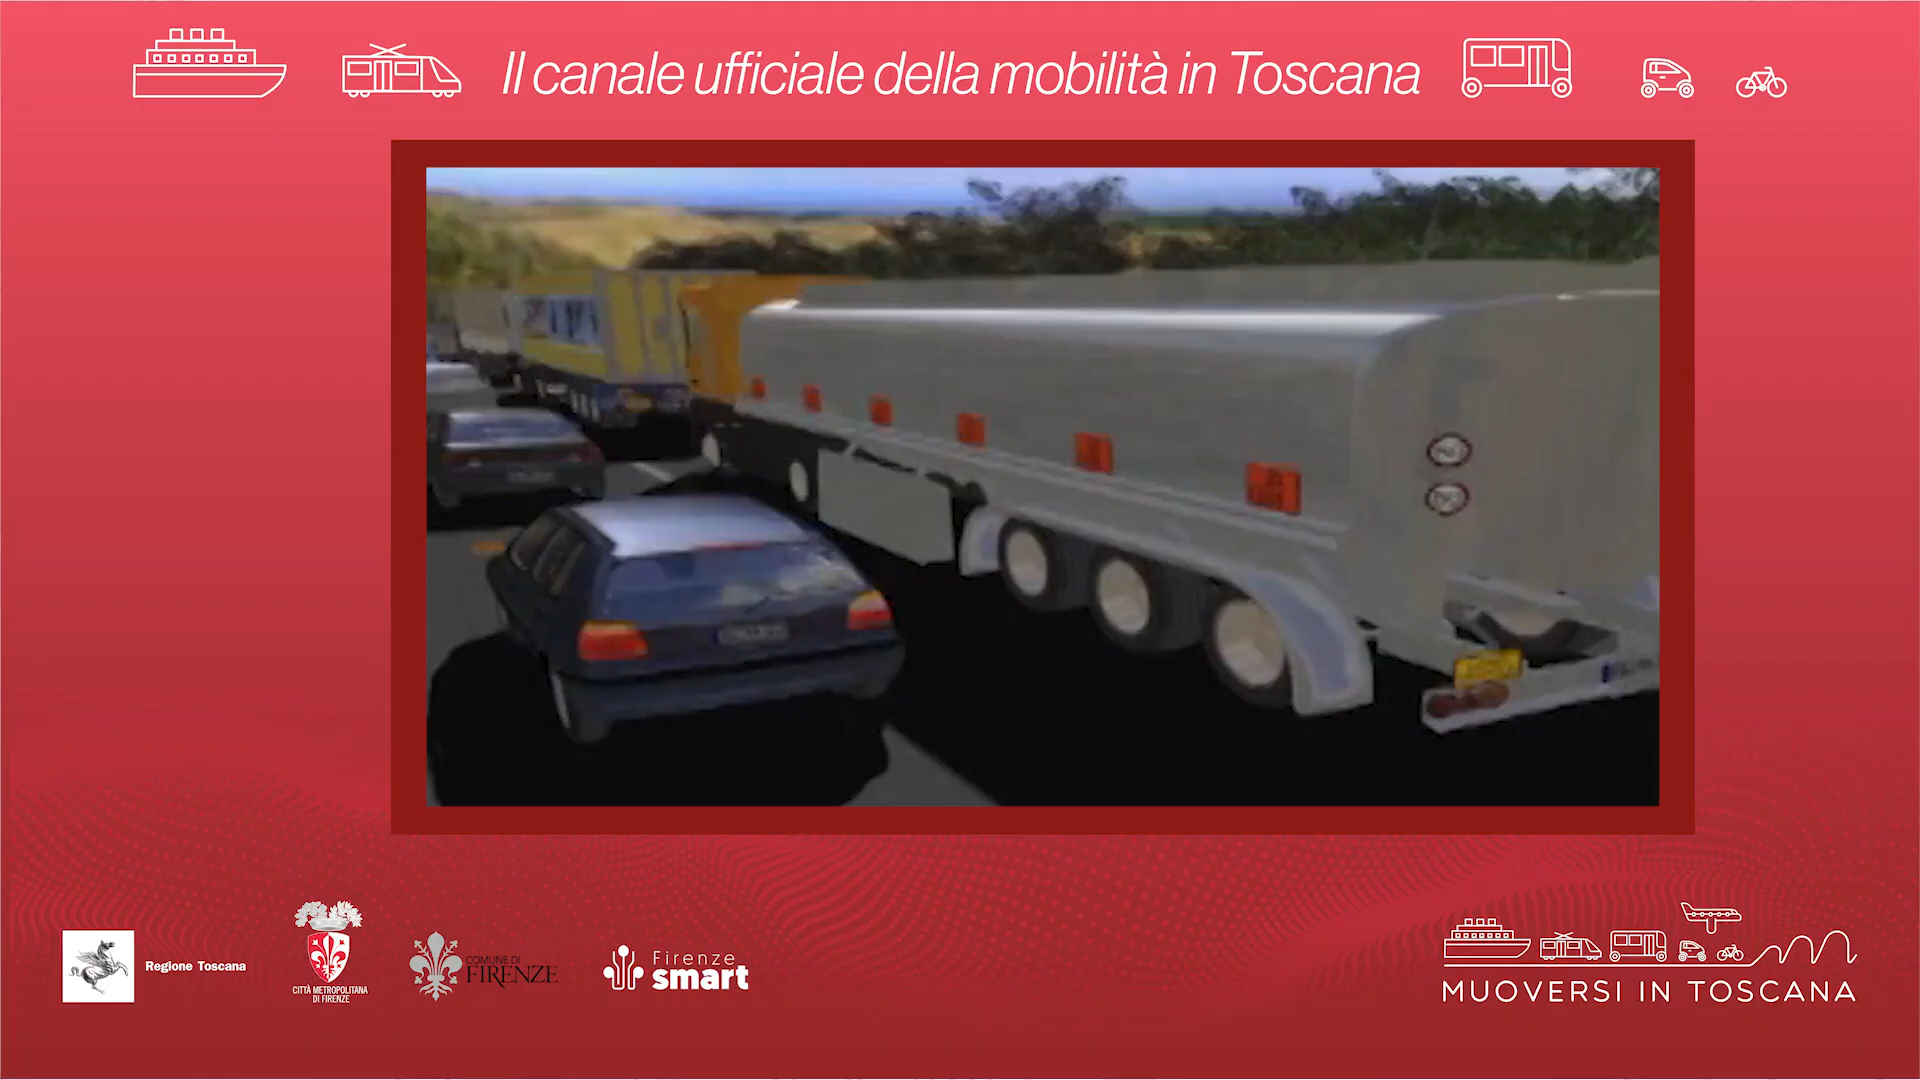 Il canale ufficiale della mobilità in Toscana
Regione Toscana
CITTÀ METROPOLITANA
DI FIRENZE
COMUNE DI
FIRENZE
Firenze
smart
MUOVERSI IN TOSCANA